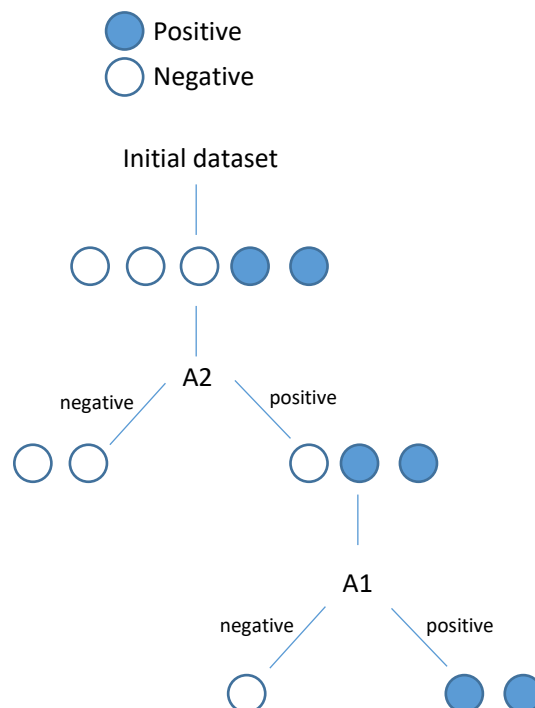 Positive
Negative
Initial dataset
A2
negative
positive
A1
negative
positive